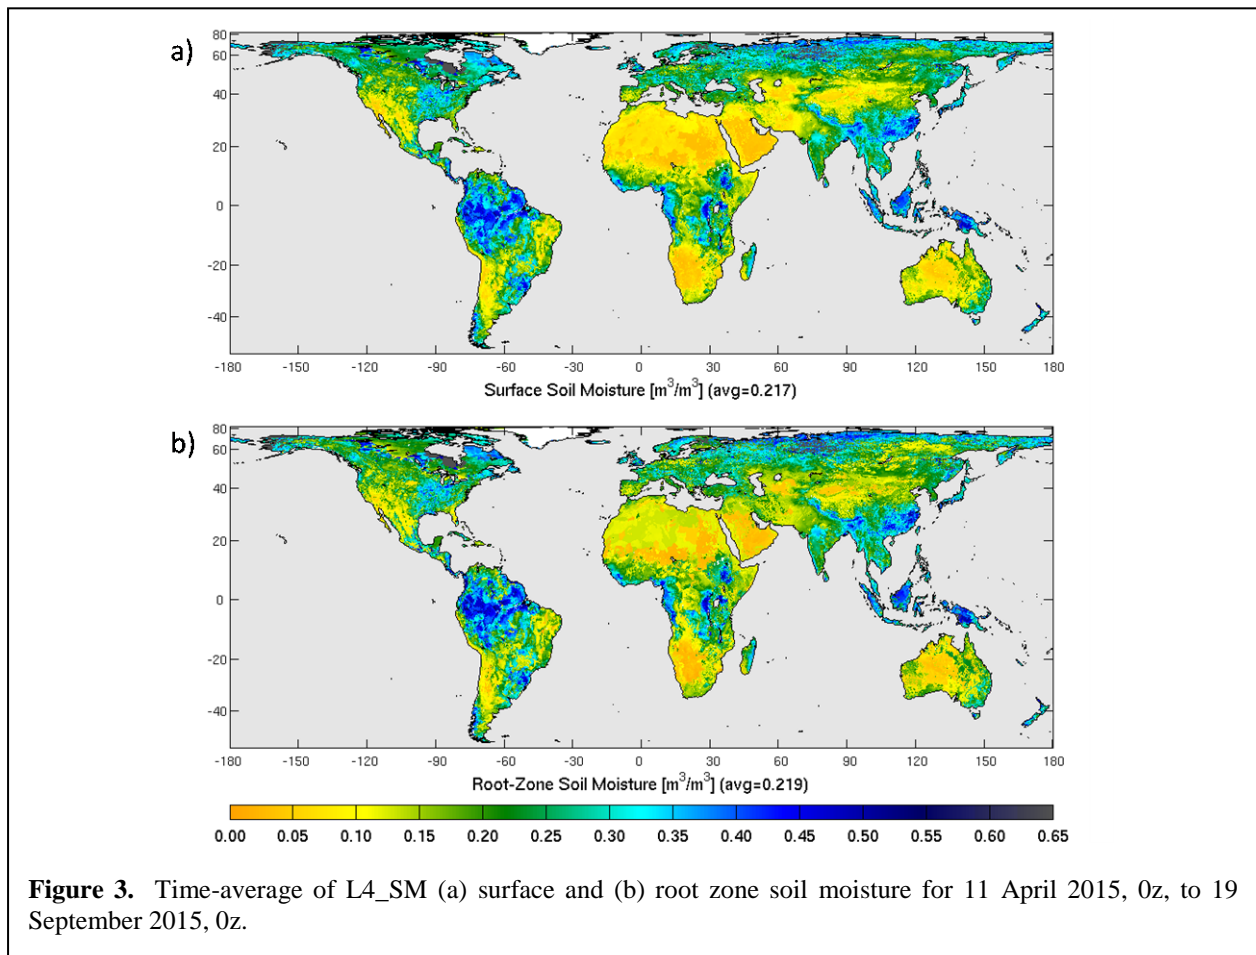 a)
80
60
40
20
0
-20
-40
-180 -150 -120 -90 -60 -30 0 30 60 90 120 150 180
Surface Soil Moisture [m³/m³] (avg=0.217)
b)
80
60
40
20
0
-20
-40
-180 -150 -120 -90 -60 -30 0 30 60 90 120 150 180
Root-Zone Soil Moisture [m³/m³] (avg=0.219)
0.00 0.05 0.10 0.15 0.20 0.25 0.30 0.35 0.40 0.45 0.50 0.55 0.60 0.65
Figure 3. Time-average of L4_SM (a) surface and (b) root zone soil moisture for 11 April 2015, 0z, to 19
September 2015, 0z.